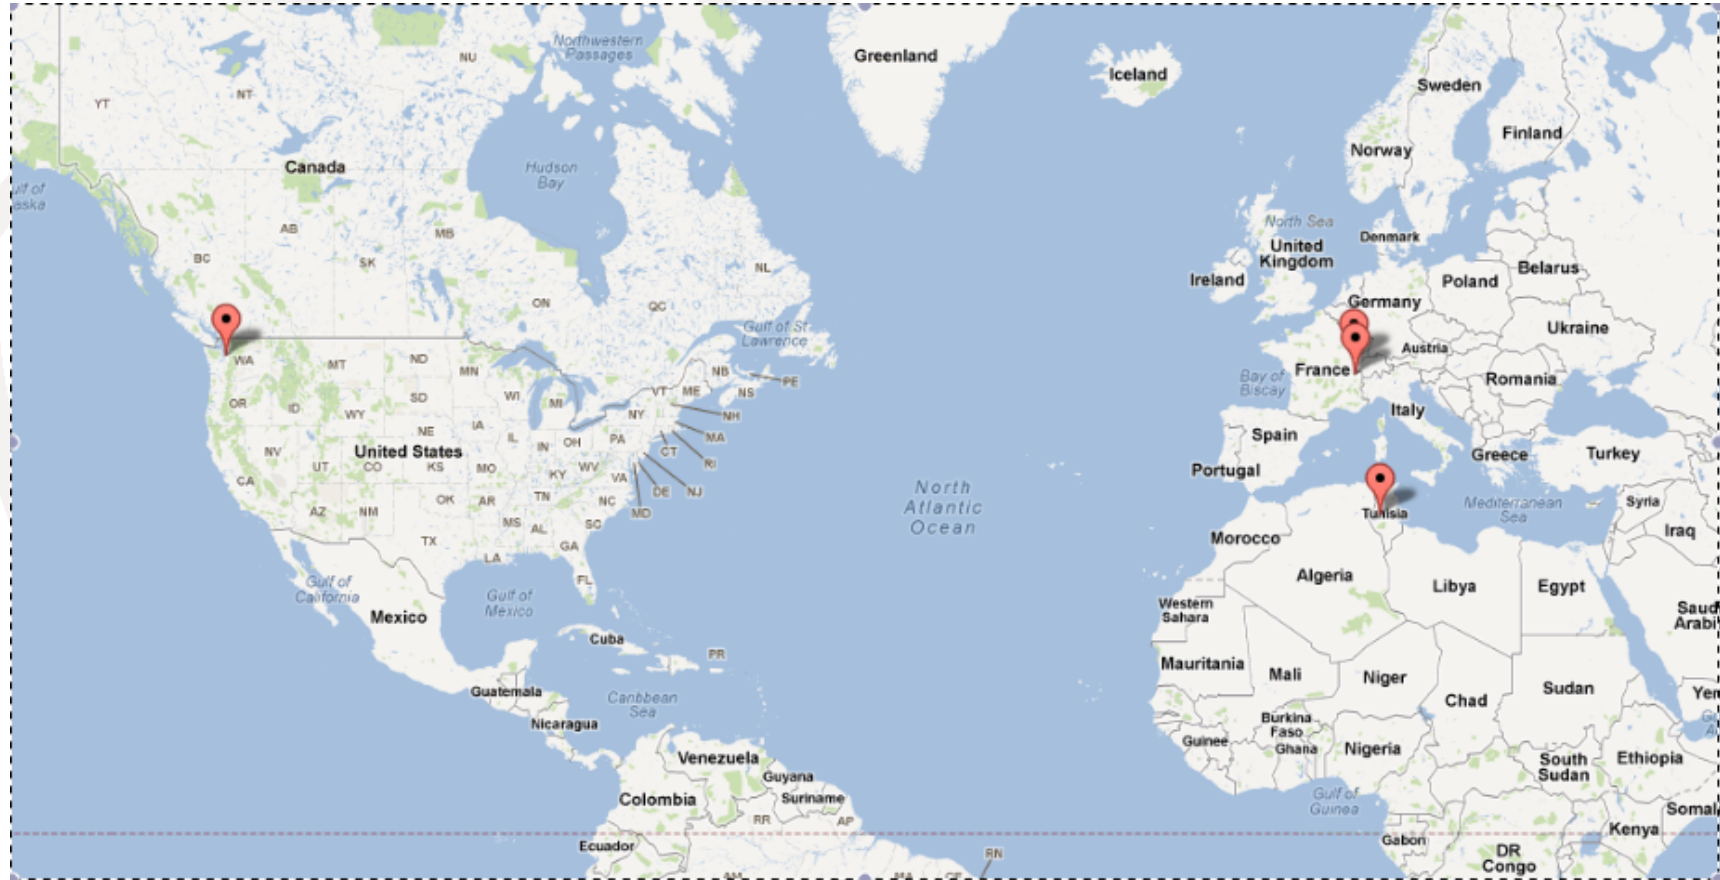 Northwestern
Passages
NU
Greenland
Iceland
Sweden
NT
YT
Finland
Norway
Canada
Hudson
Bay
North Sea
AB
MB
Denmark
United
Kingdom
BC
SK
NL
Belarus
Ireland
Poland
ON
QC
Germany
Gulf of St
Lawrence
Ukraine
Austria
WA
MT
ND
MN
NB
PE
France
Bay of
Biscay
Romania
VT
ME
NS
OR
ID
WY
SD
WI
MI
NY
NH
Italy
NE
IA
IL
IN
OH
PA
MA
Spain
NV
United States
CT
RI
Greece
Turkey
UT
CO
KS
MO
KY
WV
VA
Portugal
CA
DE
NJ
North
Atlantic
Ocean
OK
AR
TN
NC
MD
Mediterranean
Sea
Syria
AZ
NM
MS
AL
SC
Tunisia
Iraq
TX
LA
GA
Morocco
FL
Algeria
Libya
Egypt
Gulf of
California
Gulf of
Mexico
Western
Sahara
Mexico
Cuba
PR
Mauritania
Mali
Niger
Chad
Sudan
Guatemala
Caribbean
Sea
Nicaragua
Burkina
Faso
Guinee
Ghana
Nigeria
South
Sudan
Ethiopia
Venezuela
Guyana
Colombia
Suriname
Gulf of
Guinea
RR
AP
Kenya
Ecuador
Gabon
DR
Congo
RN